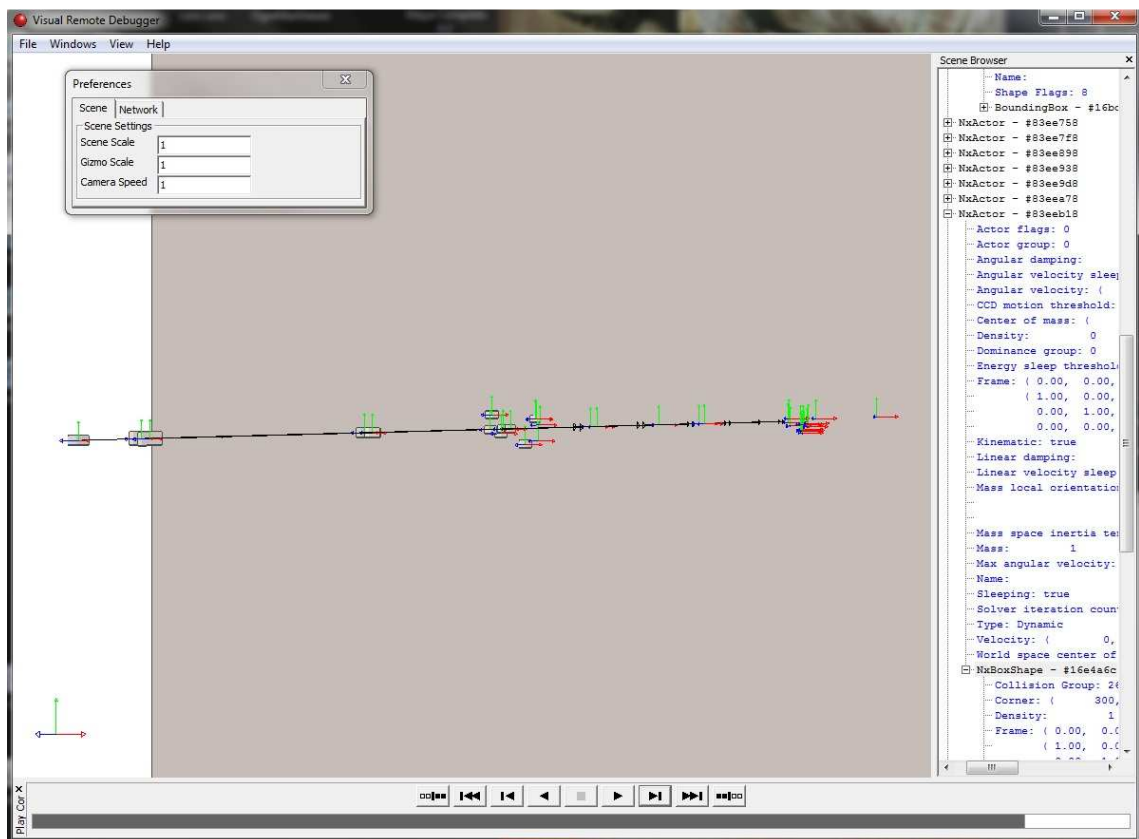 Visual Remote Debugger
File Windows View Help
Preferences
Scene Network
Scene Settings
Scene Scale 1
Gizmo Scale 1
Camera Speed 1
Scene Browser
Name:
Shape Flags: 8
BoundingBox - #16bc
NxActor - #83ee758
NxActor - #83ee7f8
NxActor - #83ee898
NxActor - #83ee938
NxActor - #83ee9d8
NxActor - #83eea78
NxActor - #83eeb18
Actor flags: 0
Actor group: 0
Angular damping:
Angular velocity slee
Angular velocity: (
CCD motion threshold:
Center of mass: (
Density: 0
Dominance group: 0
Energy sleep threshol
Frame: ( 0.00, 0.00,
( 1.00, 0.00,
0.00, 1.00,
0.00, 0.00,
Kinematic: true
Linear damping:
Linear velocity sleep
Mass local orientatio
Mass space inertia te
Mass: 1
Max angular velocity:
Name:
Sleeping: true
Solver iteration coun
Type: Dynamic
Velocity: ( 0,
World space center of
NxBoxShape - #16e4a6c
Collision Group: 26
Corner: ( 300,
Density: 1
Frame: ( 0.00, 0.0
( 1.00, 0.0
Play Cor